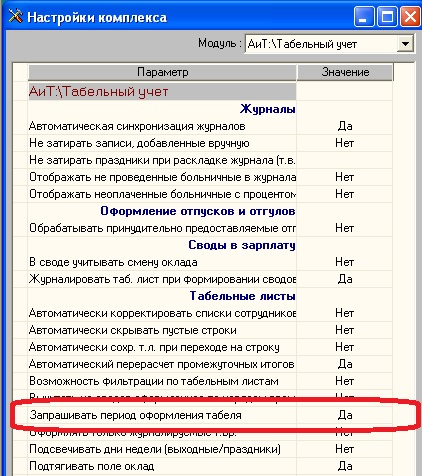 Настройки комплекса
Модуль : АиТ:\Табельный учет
Параметр Значение
АиТ:\Табельный учет
Журналы
Автоматическая синхронизация журналов Да
Не затирать записи, добавленные вручную Нет
Не затирать праздники при раскладке журнала (т.в.
Отображать не проведенные больничные в журнала Нет
Отображать неоплаченные больничные с процентом Нет
Оформление отпусков и отгулов
Обрабатывать принудительно предоставляемые отг Нет
Своды в зарплату
В своде учитывать смену оклада Нет
Журналировать таб. лист при формировании сводов Да
Табельные листы
Автоматически корректировать списки сотрудников Нет
Автоматически скрывать пустые строки Нет
Автоматически сохр. т.л. при переходе на строку Нет
Автоматический перерасчет промежуточных итогов Да
Возможность Фильтрации по табельным листам Нет
Запрашивать период оформления табеля Да
Оформлять только журналируемые т.вр. Нет
Подсвечивать дни недели (выходные/праздники) Нет
Подтягивать поле оклад Да